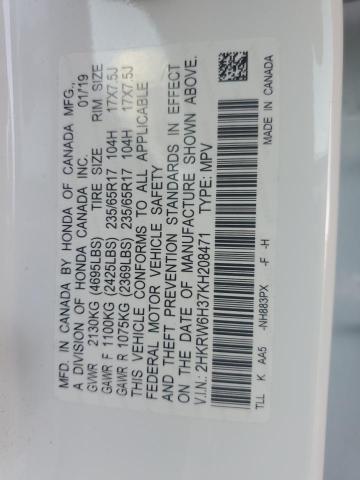 MFD. IN CANADA BY HONDA OF CANADA MFG.,
A DIVISION OF HONDA CANADA INC. 01/19
GVWR 2130KG (4695LBS) TIRE SIZE RIM SIZE
GAWR F 1100KG (2425LBS) 235/65R17 104H 17X7.5J
GAWR R 1075KG (2369LBS) 235/65R17 104H 17X7.5J
THIS VEHICLE CONFORMS TO ALL APPLICABLE
FEDERAL MOTOR VEHICLE SAFETY
AND THEFT PREVENTION STANDARDS IN EFFECT
ON THE DATE OF MANUFACTURE SHOWN ABOVE.
V.I.N.: 2HKRW6H37KH208471 TYPE: MPV
TLL K AA5 -NH883PX -F -H MADE IN CANADA